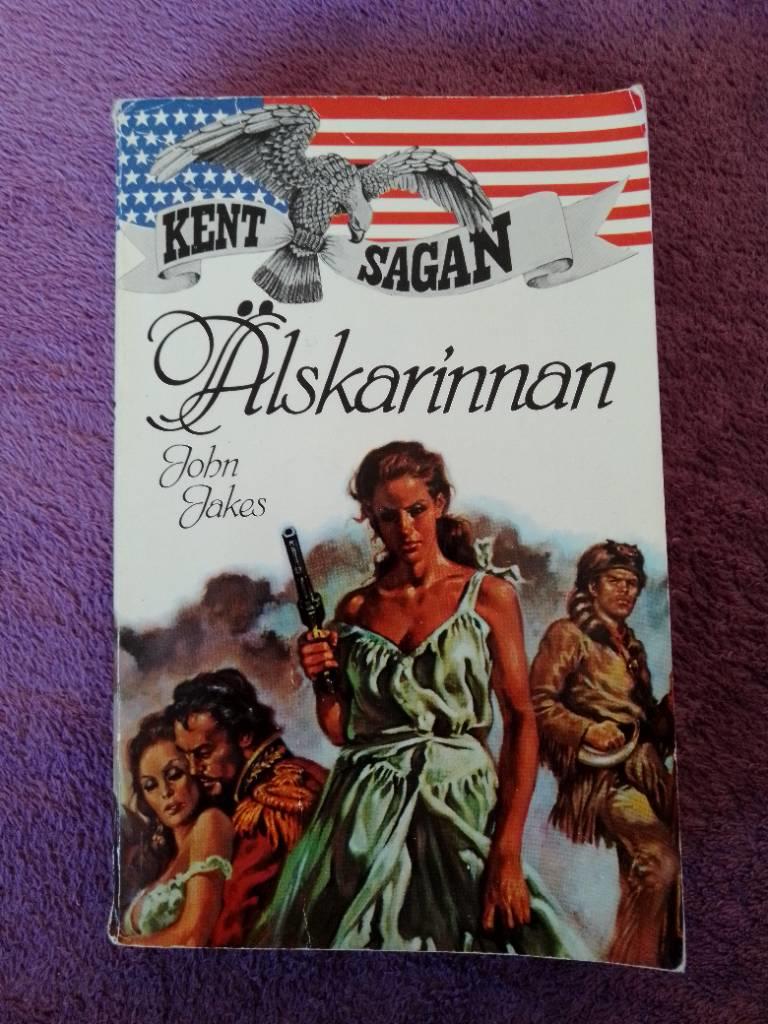 KENT SAGAN
Älskarinnan
John
Jakes